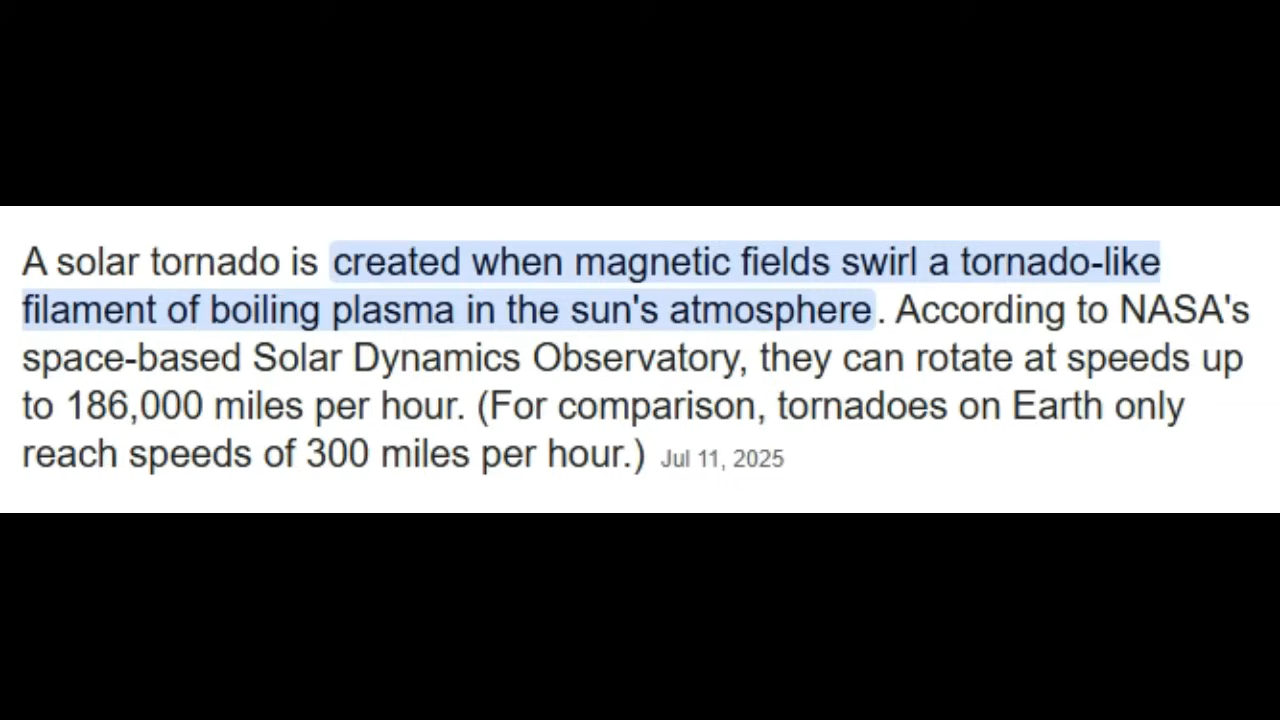 A solar tornado is created when magnetic fields swirl a tornado-like
filament of boiling plasma in the sun's atmosphere. According to NASA's
space-based Solar Dynamics Observatory, they can rotate at speeds up
to 186,000 miles per hour. (For comparison, tornadoes on Earth only
reach speeds of 300 miles per hour.) Jul 11, 2025